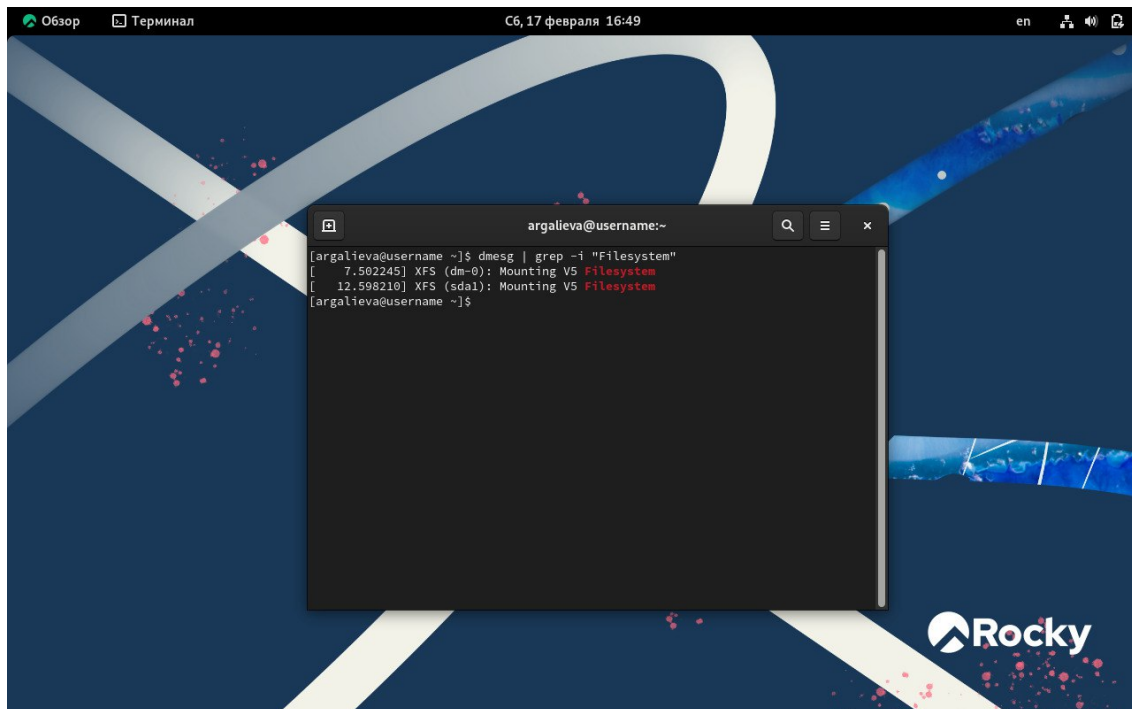 Обзор Терминал Сб, 17 февраля 16:49 en
argalieva@username:~
[argalieva@username ~]$ dmesg | grep -i "Filesystem"
[    7.502245] XFS (dm-0): Mounting V5 Filesystem
[   12.598210] XFS (sda1): Mounting V5 Filesystem
[argalieva@username ~]$
Rocky